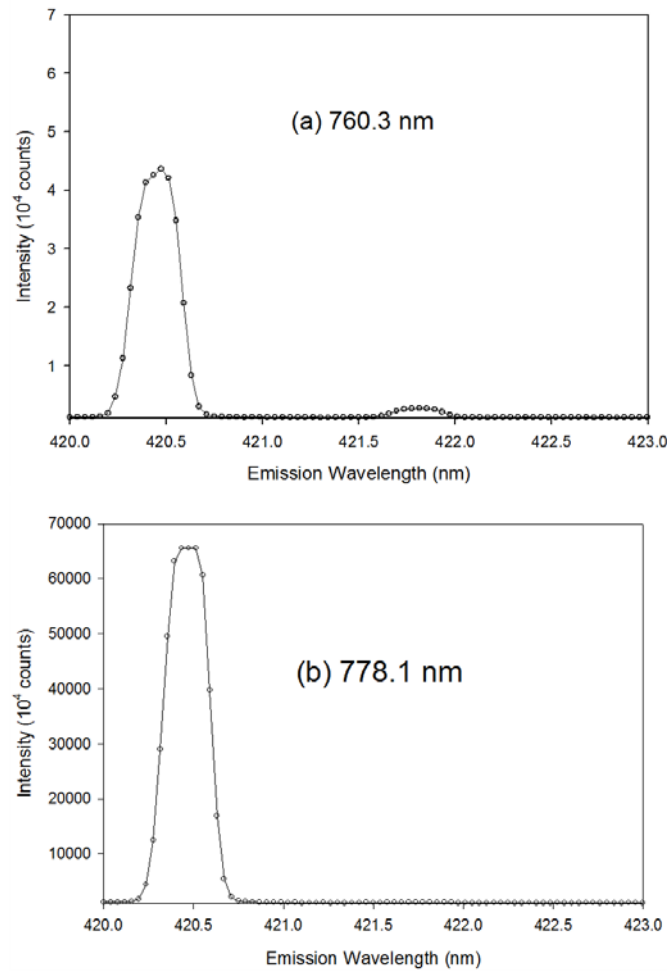 7
6
5
4
3
2
1
Intensity (10⁴ counts)
(a) 760.3 nm
420.0 420.5 421.0 421.5 422.0 422.5 423.0
Emission Wavelength (nm)
70000
60000
50000
40000
30000
20000
10000
Intensity (10⁴ counts)
(b) 778.1 nm
420.0 420.5 421.0 421.5 422.0 422.5 423.0
Emission Wavelength (nm)